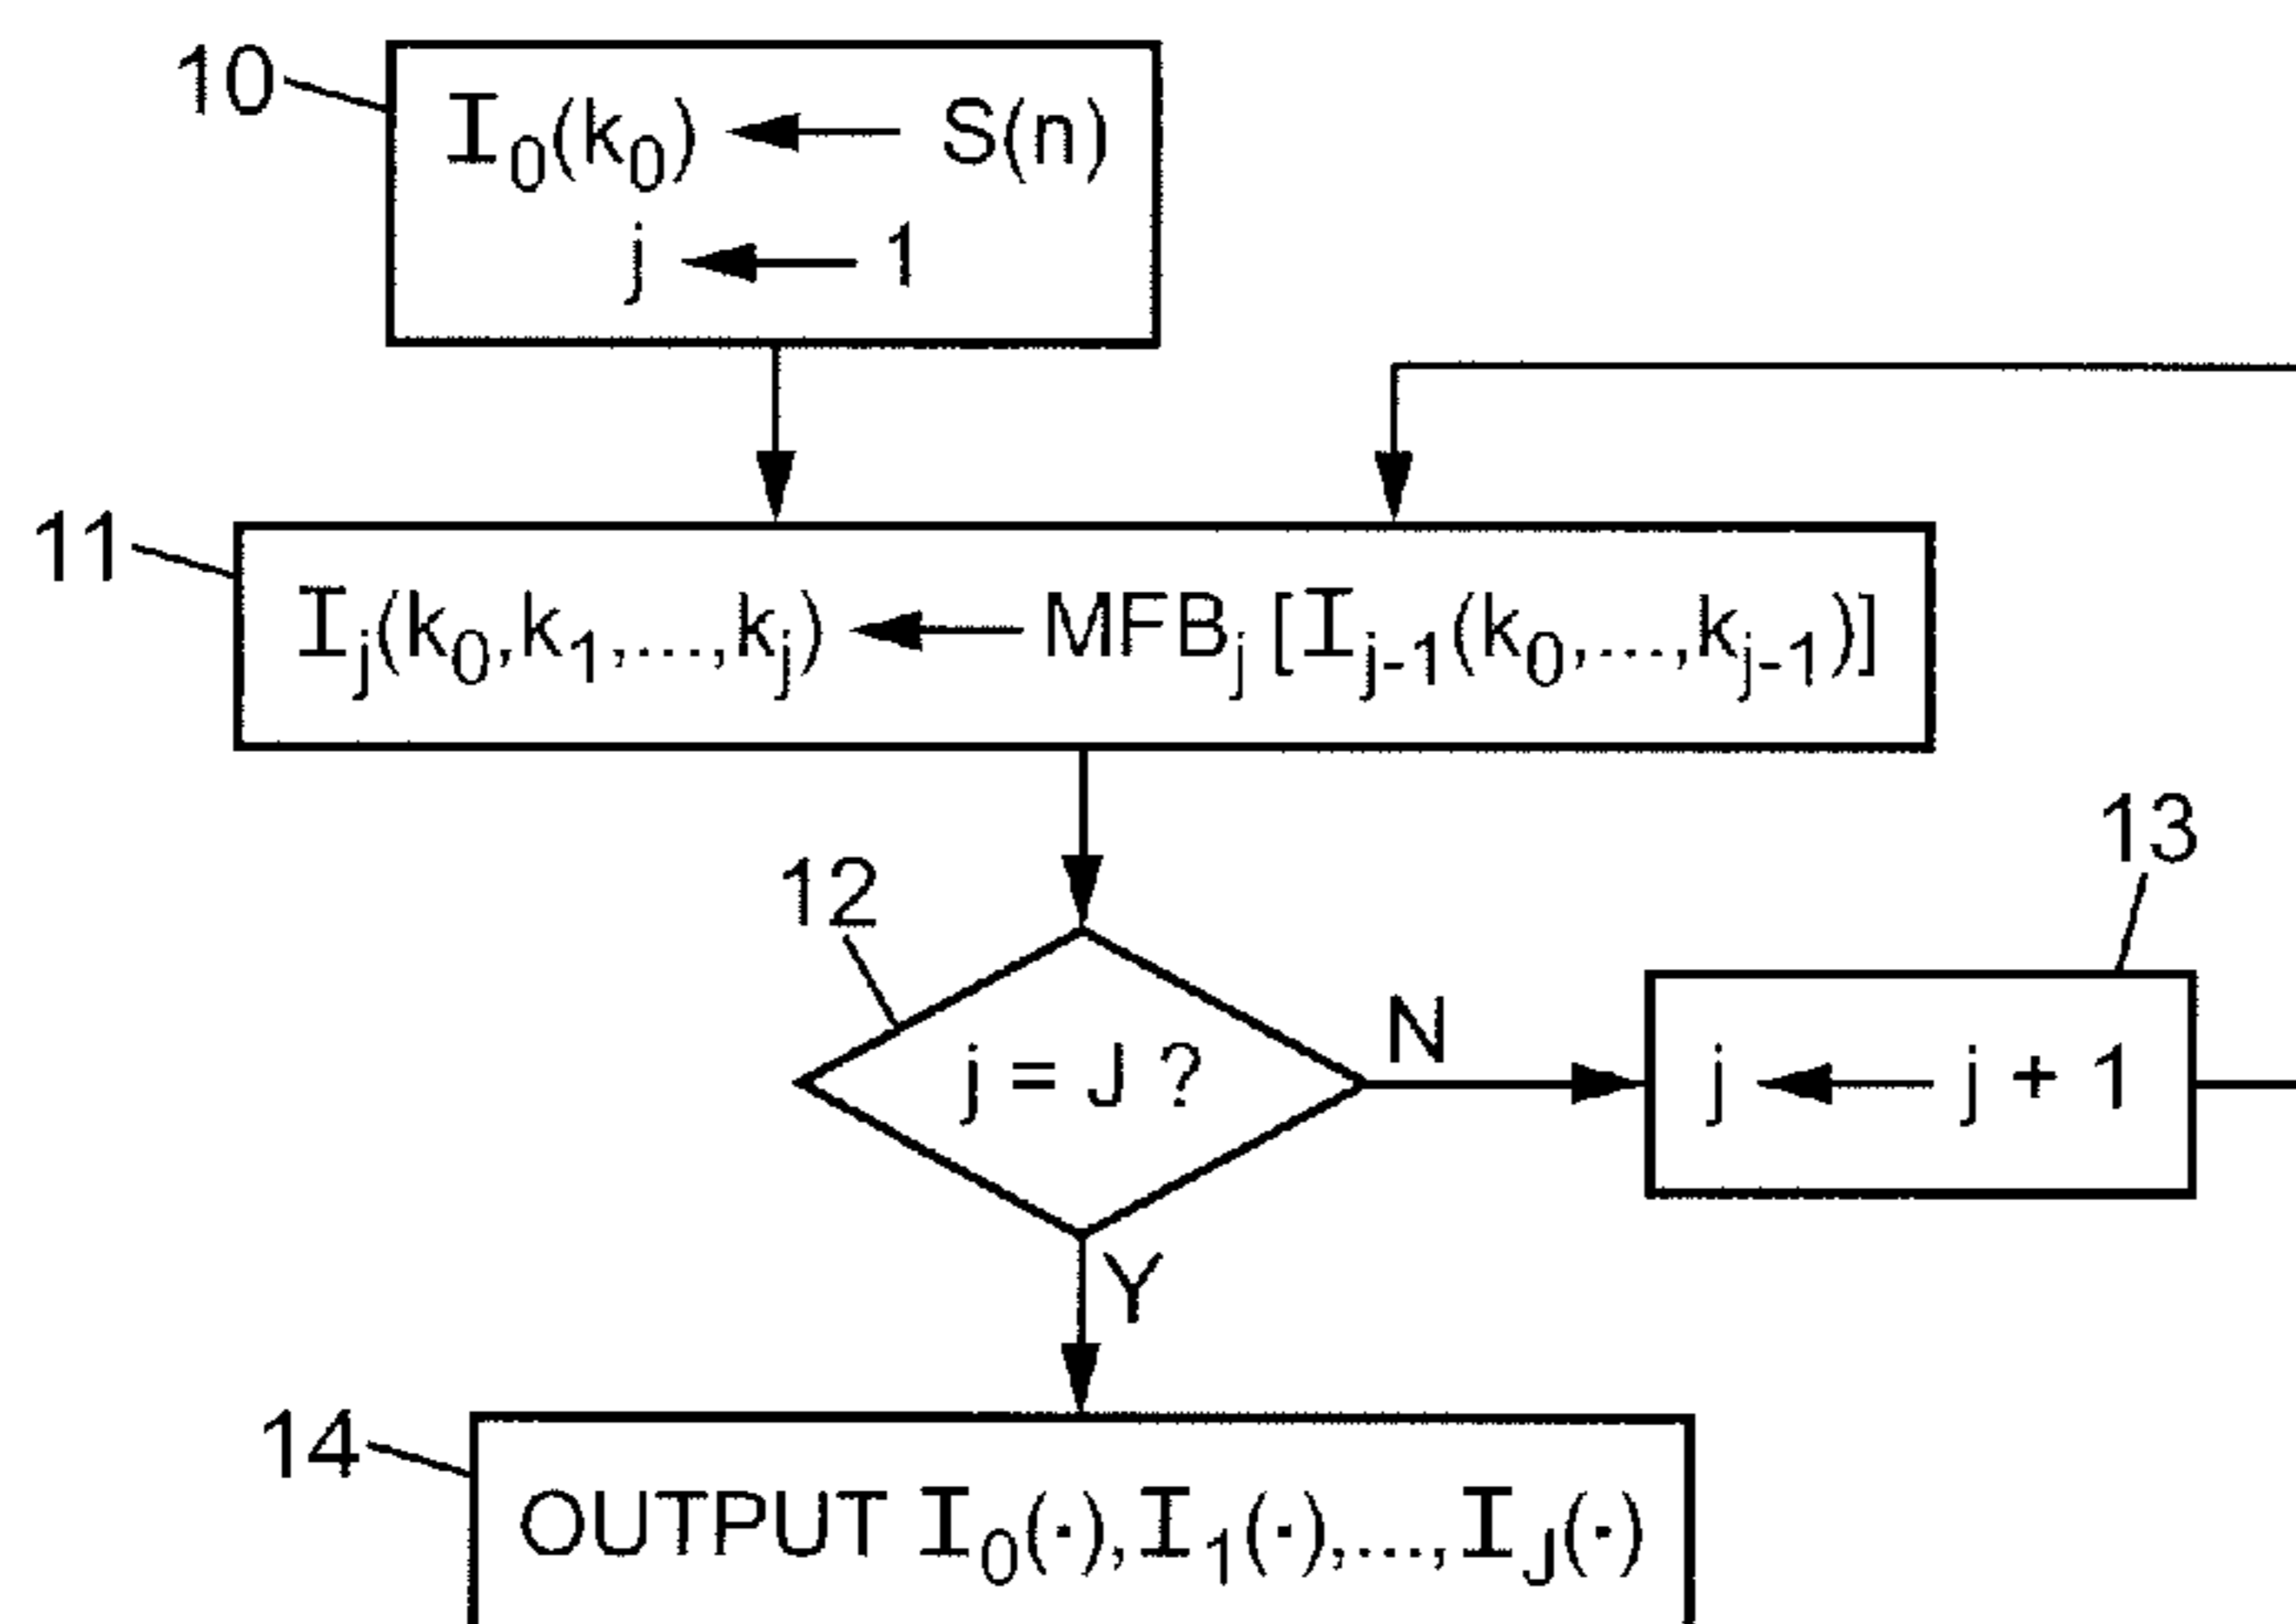 10
I₀(k₀) ← S(n)
j ← 1
11
Iⱼ(k₀,k₁,...,kⱼ) ← MFBⱼ [Iⱼ₋₁(k₀,...,kⱼ₋₁)]
12
13
j = J ?
N
j ← j + 1
Y
14
OUTPUT I₀(·),I₁(·),...,I_J(·)